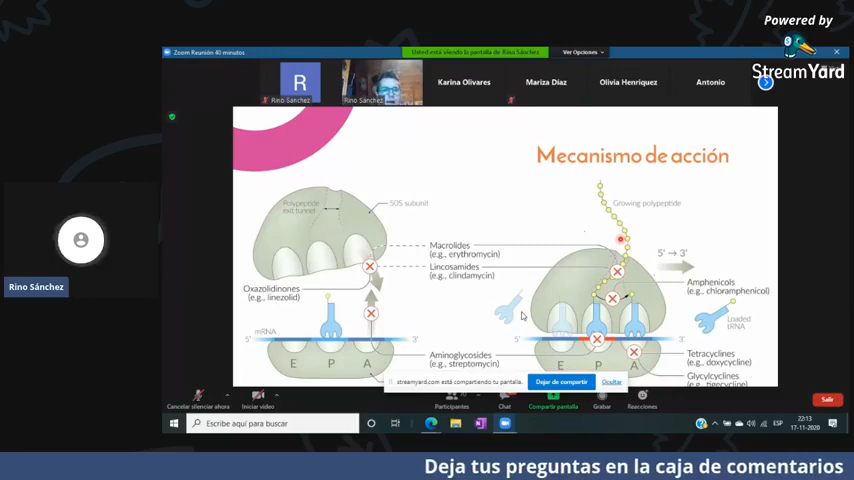 Powered by
StreamYard
Zoom Reunión 40 minutos
Usted está viendo la pantalla de Rino Sánchez
Ver Opciones
R
Rino Sánchez
Rino Sánchez
Karina Olivares
Mariza Díaz
Olivia Henriquez
Antonio
Mecanismo de acción
Polypeptide
exit tunnel
50S subunit
Growing polypeptide
Macrolides
(e.g., erythromycin)
Lincosamides
(e.g., clindamycin)
5' → 3'
Oxazolidinones
(e.g., linezolid)
Amphenicols
(e.g., chloramphenicol)
Loaded
tRNA
mRNA
5'
3'
5'
3'
E P A
E P A
Aminoglycosides
(e.g., streptomycin)
Tetracyclines
(e.g., doxycycline)
Glycylcyclines
(e.g., tigecycline)
streamyard.com está compartiendo tu pantalla.
Dejar de compartir
Ocultar
Rino Sánchez
Cancelar silenciar ahora
Iniciar video
Participantes
Chat
Compartir pantalla
Grabar
Reacciones
Salir
Escribe aquí para buscar
ESP
22:13
17-11-2020
Deja tus preguntas en la caja de comentarios